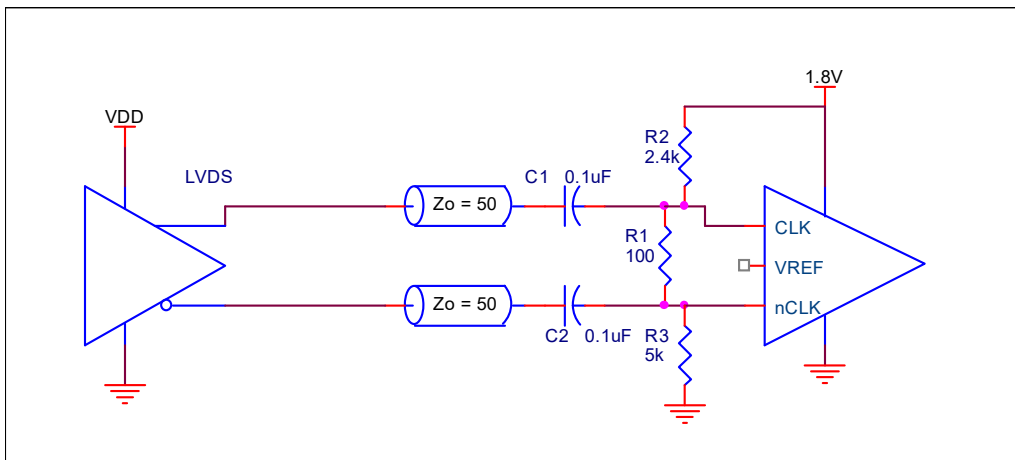 1.8V
VDD
R2
2.4k
LVDS
C1 0.1uF
Zo = 50
CLK
R1
100
VREF
Zo = 50
nCLK
C2 0.1uF
R3
5k